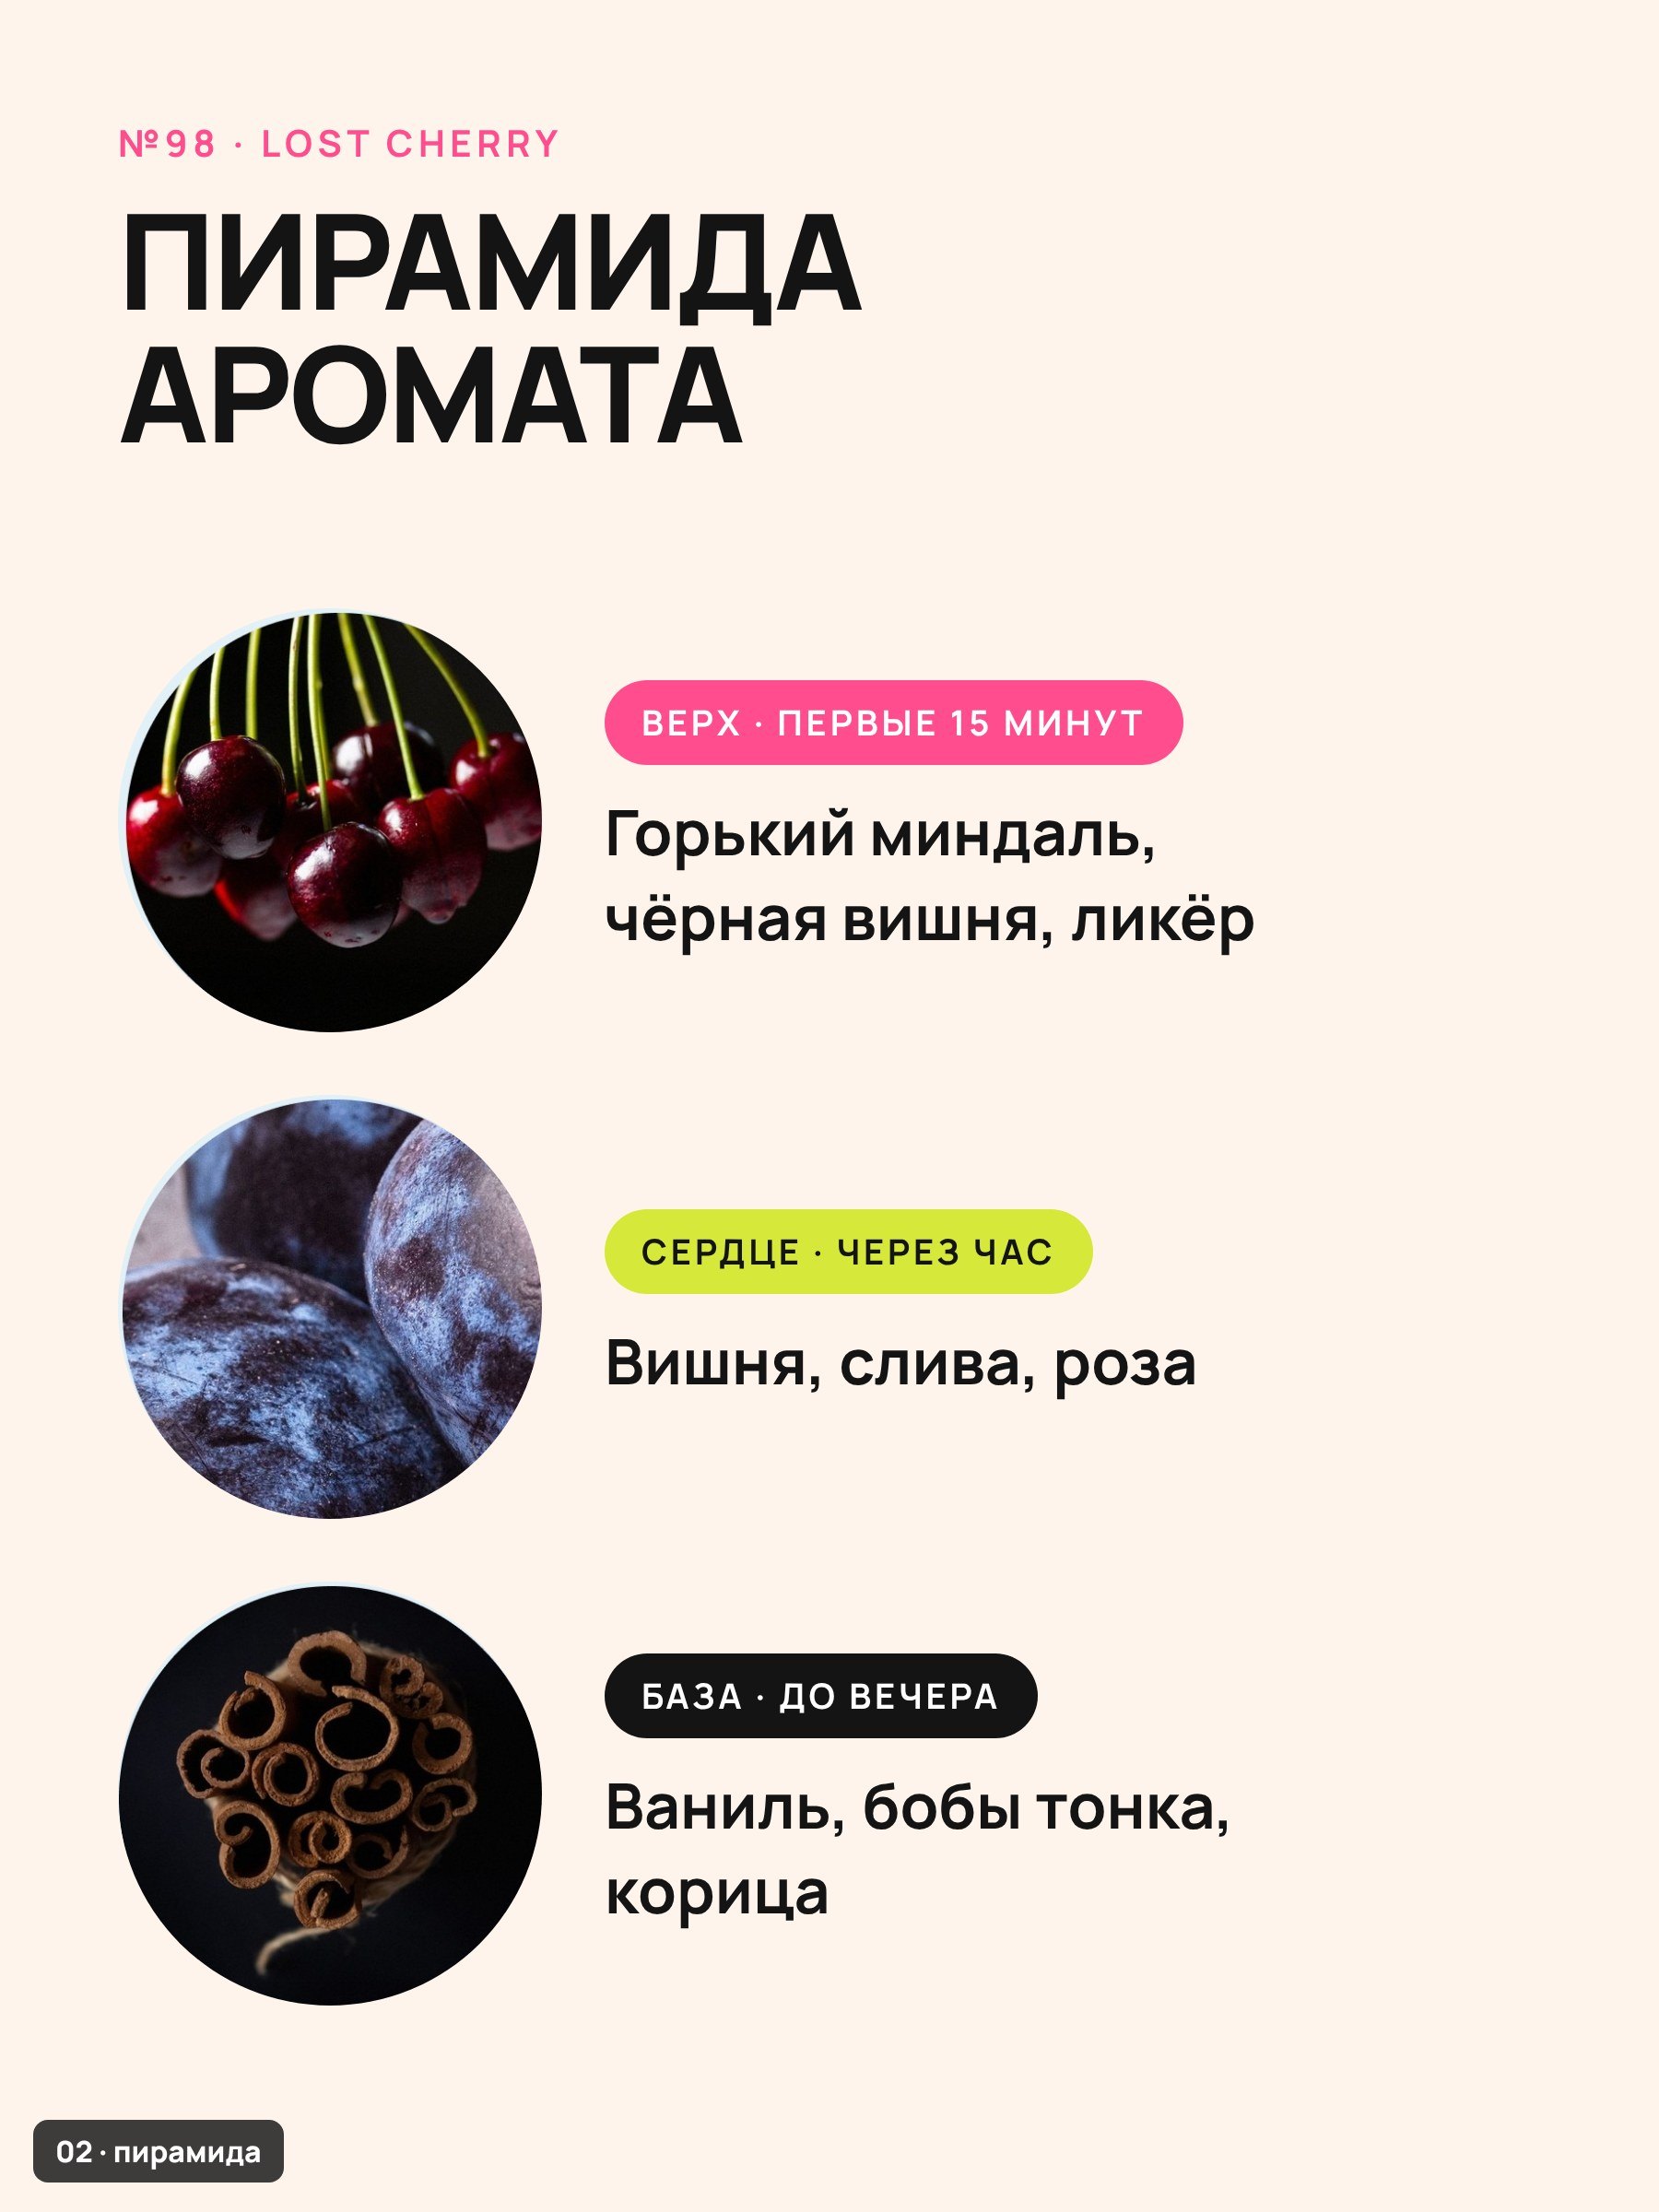 №98 · LOST CHERRY
ПИРАМИДА
АРОМАТА
ВЕРХ · ПЕРВЫЕ 15 МИНУТ
Горький миндаль,
чёрная вишня, ликёр
СЕРДЦЕ · ЧЕРЕЗ ЧАС
Вишня, слива, роза
БАЗА · ДО ВЕЧЕРА
Ваниль, бобы тонка,
корица
02 · пирамида